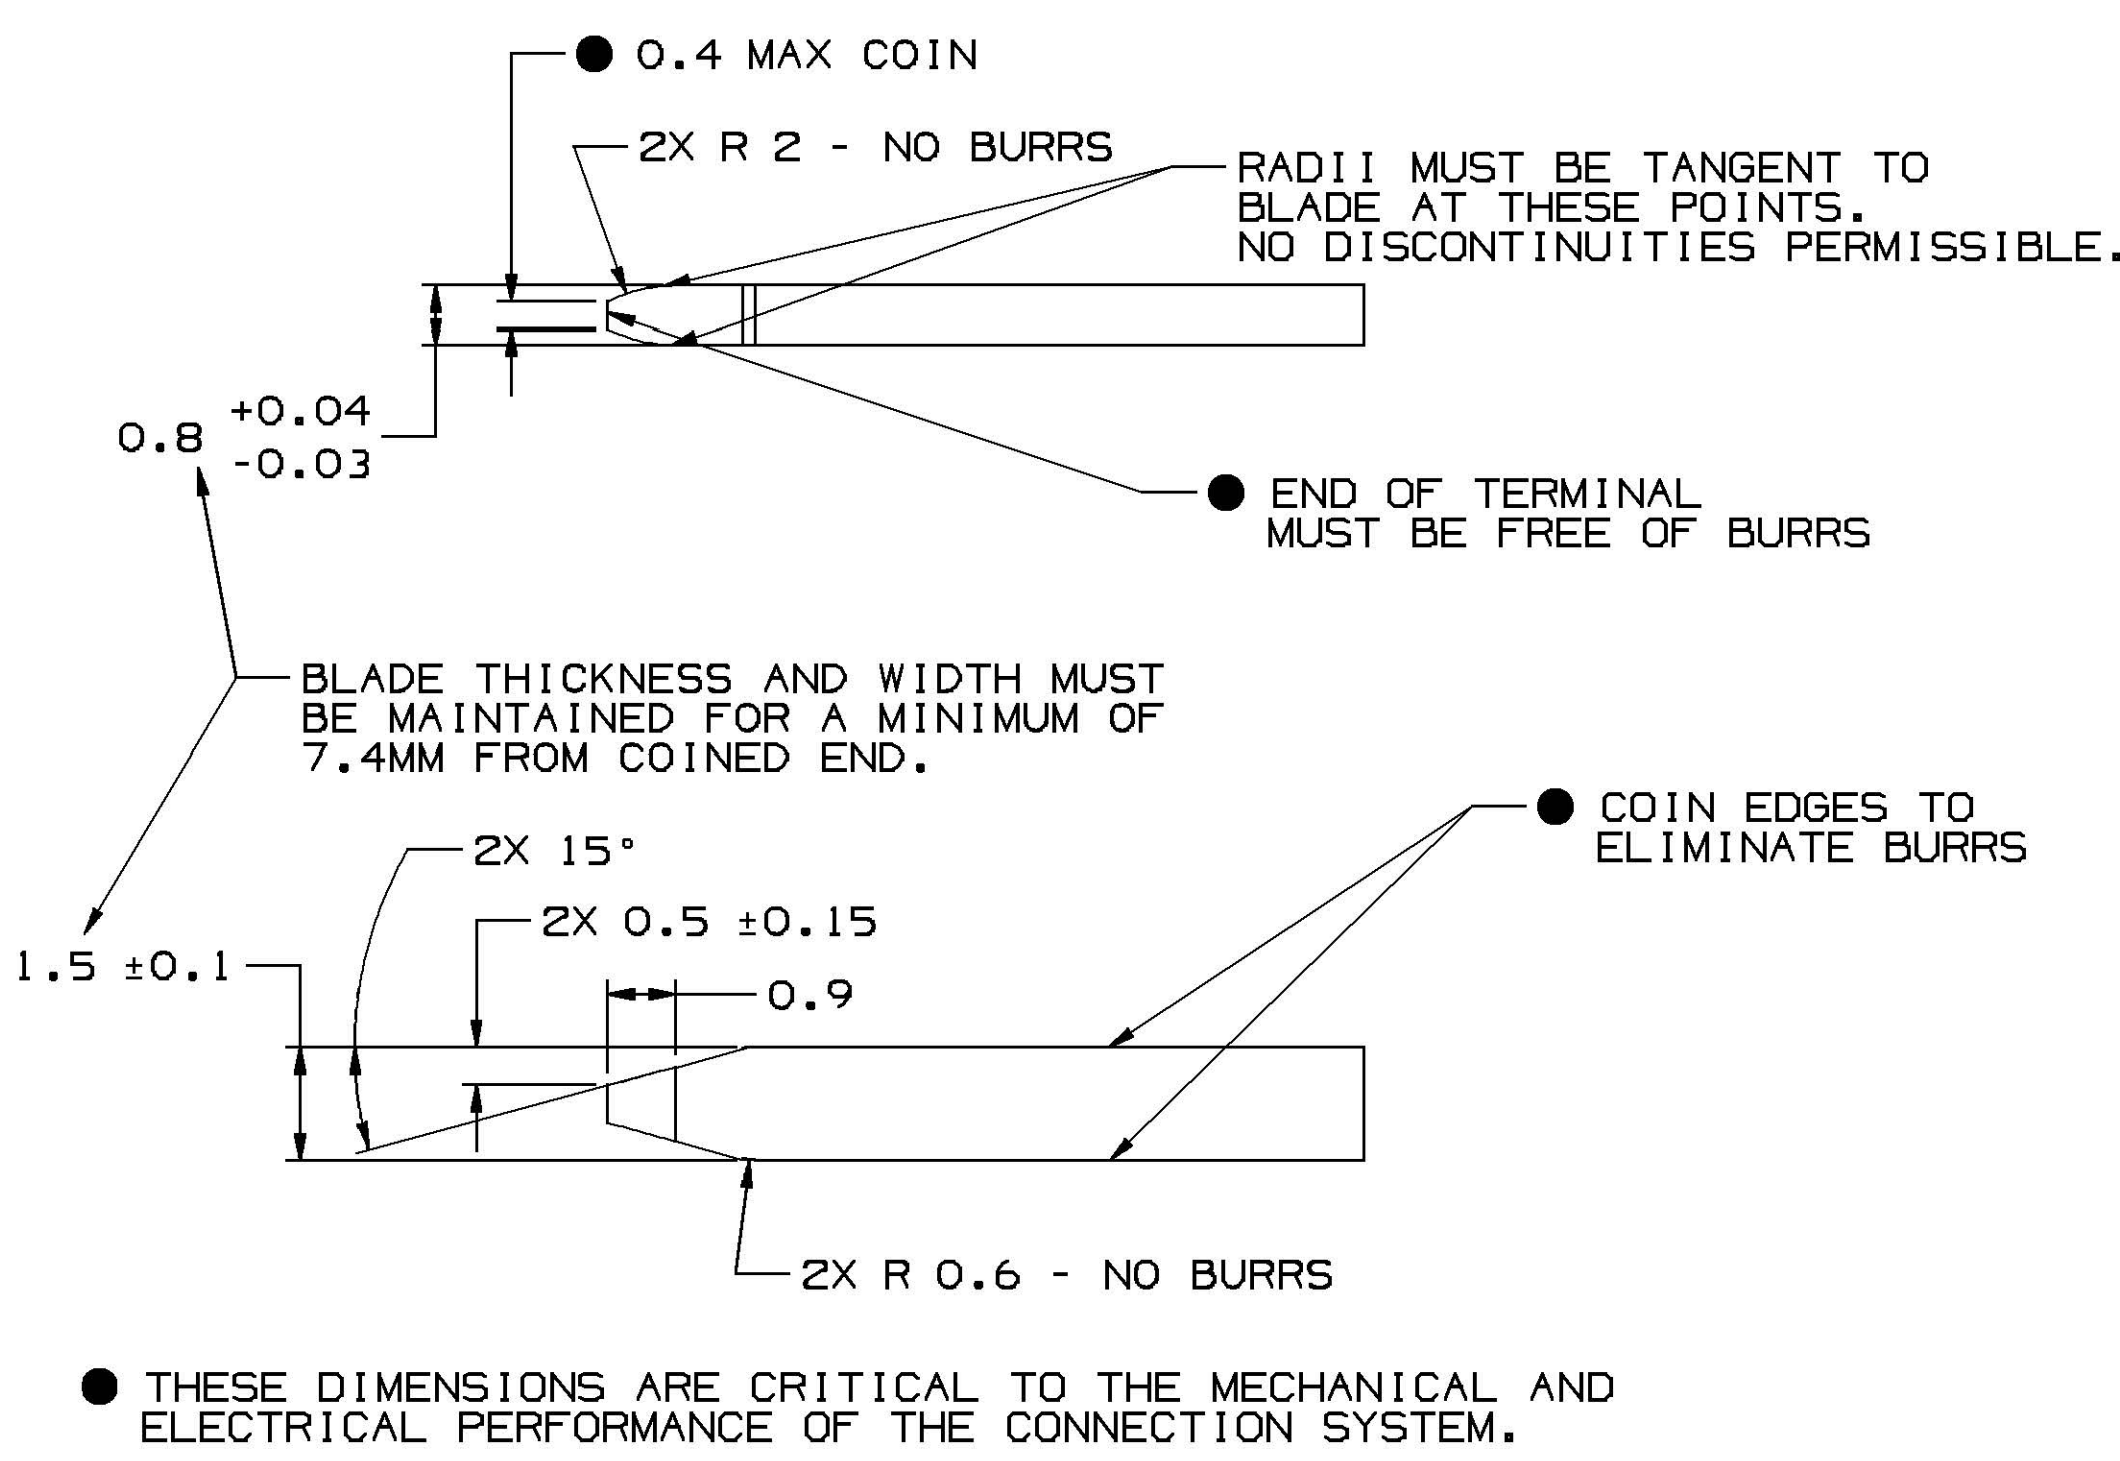 ● 0.4 MAX COIN
2X R 2 - NO BURRS
RADII MUST BE TANGENT TO
BLADE AT THESE POINTS.
NO DISCONTINUITIES PERMISSIBLE.
+0.04
0.8
-0.03
● END OF TERMINAL
MUST BE FREE OF BURRS
BLADE THICKNESS AND WIDTH MUST
BE MAINTAINED FOR A MINIMUM OF
7.4MM FROM COINED END.
● COIN EDGES TO
ELIMINATE BURRS
2X 15°
2X 0.5 ±0.15
1.5 ±0.1
0.9
2X R 0.6 - NO BURRS
● THESE DIMENSIONS ARE CRITICAL TO THE MECHANICAL AND
ELECTRICAL PERFORMANCE OF THE CONNECTION SYSTEM.